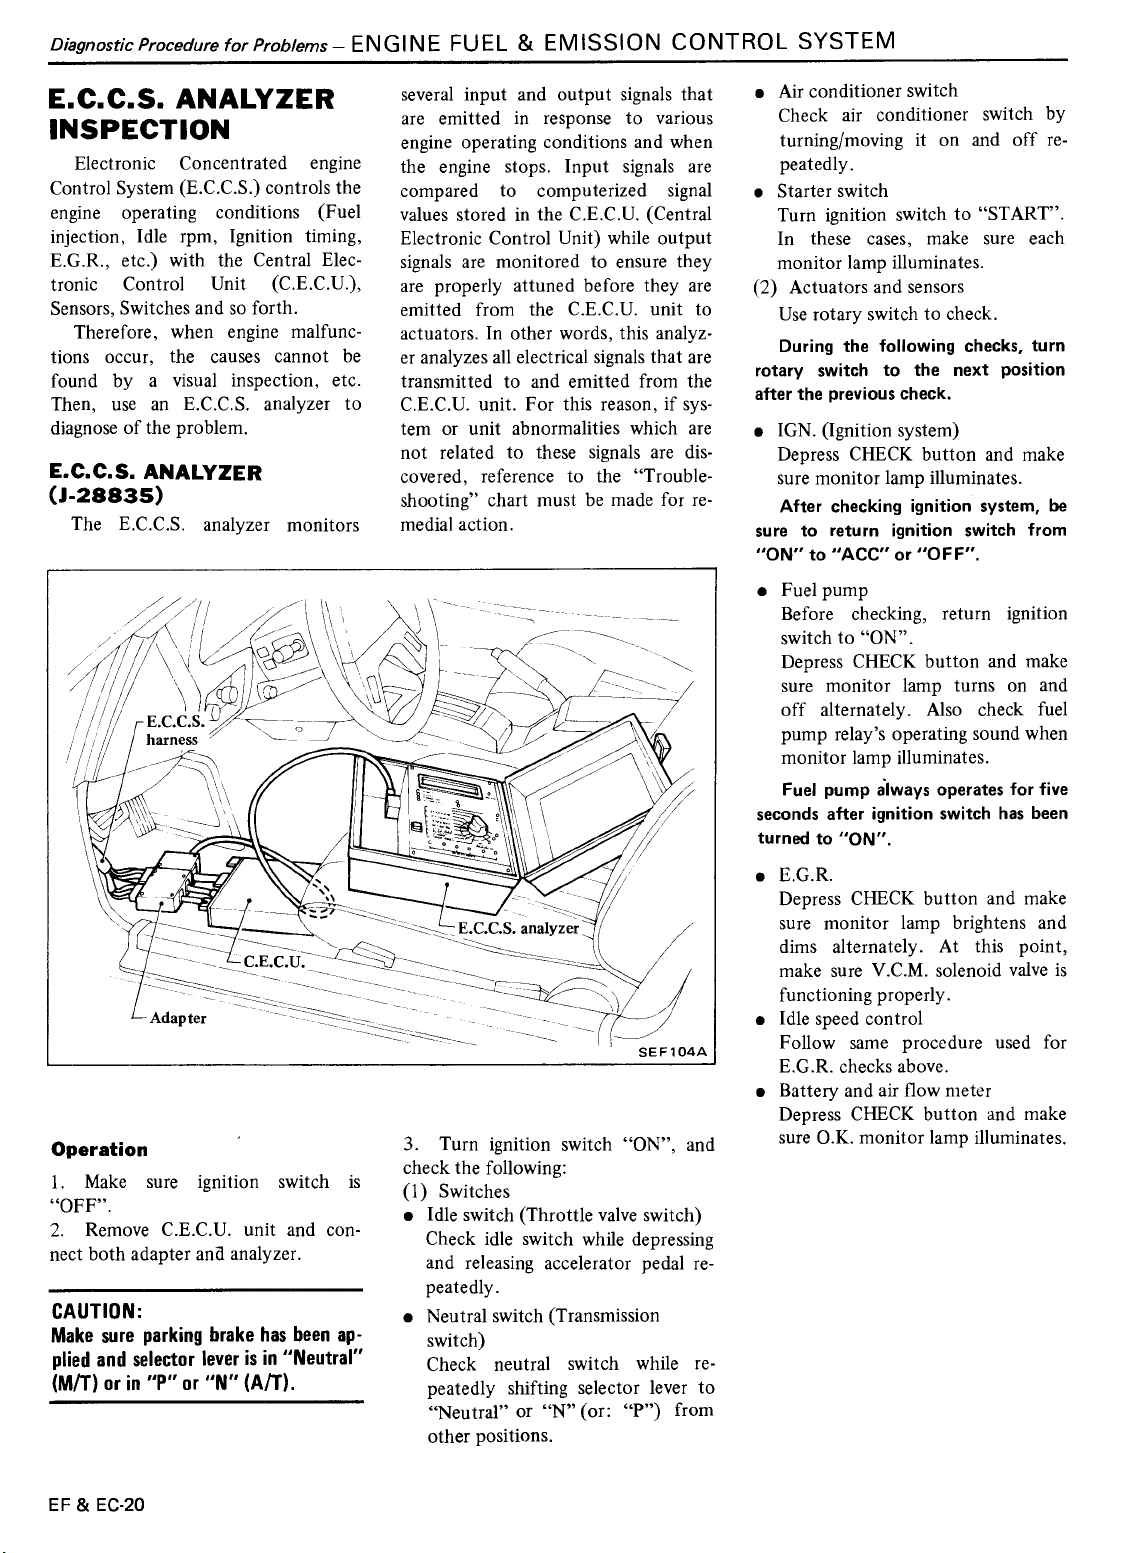 Diagnostic Procedure for Problems – ENGINE FUEL & EMISSION CONTROL SYSTEM
E.C.C.S. ANALYZER
INSPECTION
Electronic Concentrated engine
Control System (E.C.C.S.) controls the
engine operating conditions (Fuel
injection, Idle rpm, Ignition timing,
E.G.R., etc.) with the Central Elec-
tronic Control Unit (C.E.C.U.),
Sensors, Switches and so forth.
Therefore, when engine malfunc-
tions occur, the causes cannot be
found by a visual inspection, etc.
Then, use an E.C.C.S. analyzer to
diagnose of the problem.
E.C.C.S. ANALYZER
(J-28835)
The E.C.C.S. analyzer monitors
several input and output signals that
are emitted in response to various
engine operating conditions and when
the engine stops. Input signals are
compared to computerized signal
values stored in the C.E.C.U. (Central
Electronic Control Unit) while output
signals are monitored to ensure they
are properly attuned before they are
emitted from the C.E.C.U. unit to
actuators. In other words, this analyz-
er analyzes all electrical signals that are
transmitted to and emitted from the
C.E.C.U. unit. For this reason, if sys-
tem or unit abnormalities which are
not related to these signals are dis-
covered, reference to the “Trouble-
shooting” chart must be made for re-
medial action.
E.C.C.S.
harness
E.C.C.S. analyzer
C.E.C.U.
Adapter
SEF104A
Operation
1. Make sure ignition switch is
“OFF”.
2. Remove C.E.C.U. unit and con-
nect both adapter and analyzer.
CAUTION:
Make sure parking brake has been ap-
plied and selector lever is in “Neutral”
(M/T) or in “P” or “N” (A/T).
3. Turn ignition switch “ON”, and
check the following:
(1) Switches
● Idle switch (Throttle valve switch)
Check idle switch while depressing
and releasing accelerator pedal re-
peatedly.
● Neutral switch (Transmission
switch)
Check neutral switch while re-
peatedly shifting selector lever to
“Neutral” or “N” (or: “P”) from
other positions.
● Air conditioner switch
Check air conditioner switch by
turning/moving it on and off re-
peatedly.
● Starter switch
Turn ignition switch to “START”.
In these cases, make sure each
monitor lamp illuminates.
(2) Actuators and sensors
Use rotary switch to check.
During the following checks, turn
rotary switch to the next position
after the previous check.
● IGN. (Ignition system)
Depress CHECK button and make
sure monitor lamp illuminates.
After checking ignition system, be
sure to return ignition switch from
“ON” to “ACC” or “OFF”.
● Fuel pump
Before checking, return ignition
switch to “ON”.
Depress CHECK button and make
sure monitor lamp turns on and
off alternately. Also check fuel
pump relay’s operating sound when
monitor lamp illuminates.
Fuel pump always operates for five
seconds after ignition switch has been
turned to “ON”.
● E.G.R.
Depress CHECK button and make
sure monitor lamp brightens and
dims alternately. At this point,
make sure V.C.M. solenoid valve is
functioning properly.
● Idle speed control
Follow same procedure used for
E.G.R. checks above.
● Battery and air flow meter
Depress CHECK button and make
sure O.K. monitor lamp illuminates.
EF & EC-20